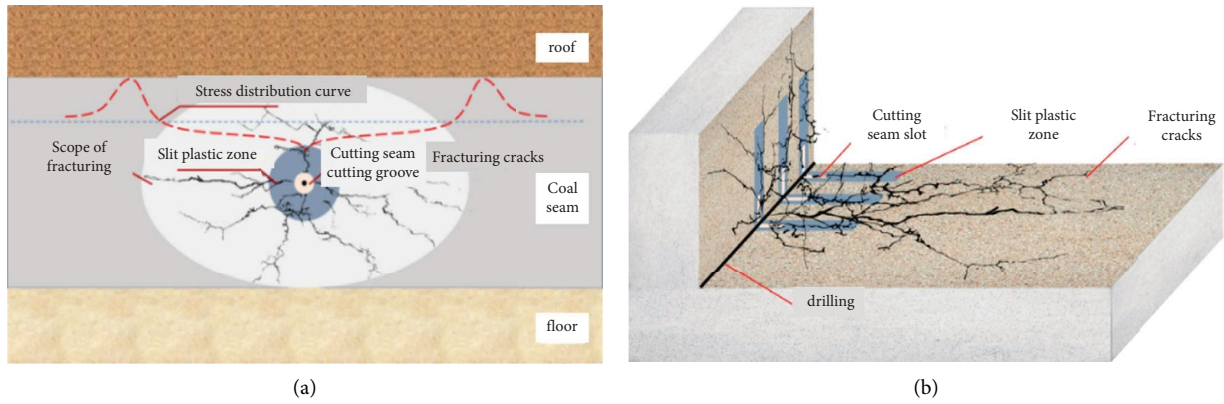 roof
Stress distribution curve
Scope of
fracturing
Slit plastic zone
Cutting seam
cutting groove
Fracturing cracks
Coal
seam
floor
(a)
Cutting
seam slot
Slit plastic
zone
Fracturing
cracks
drilling
(b)